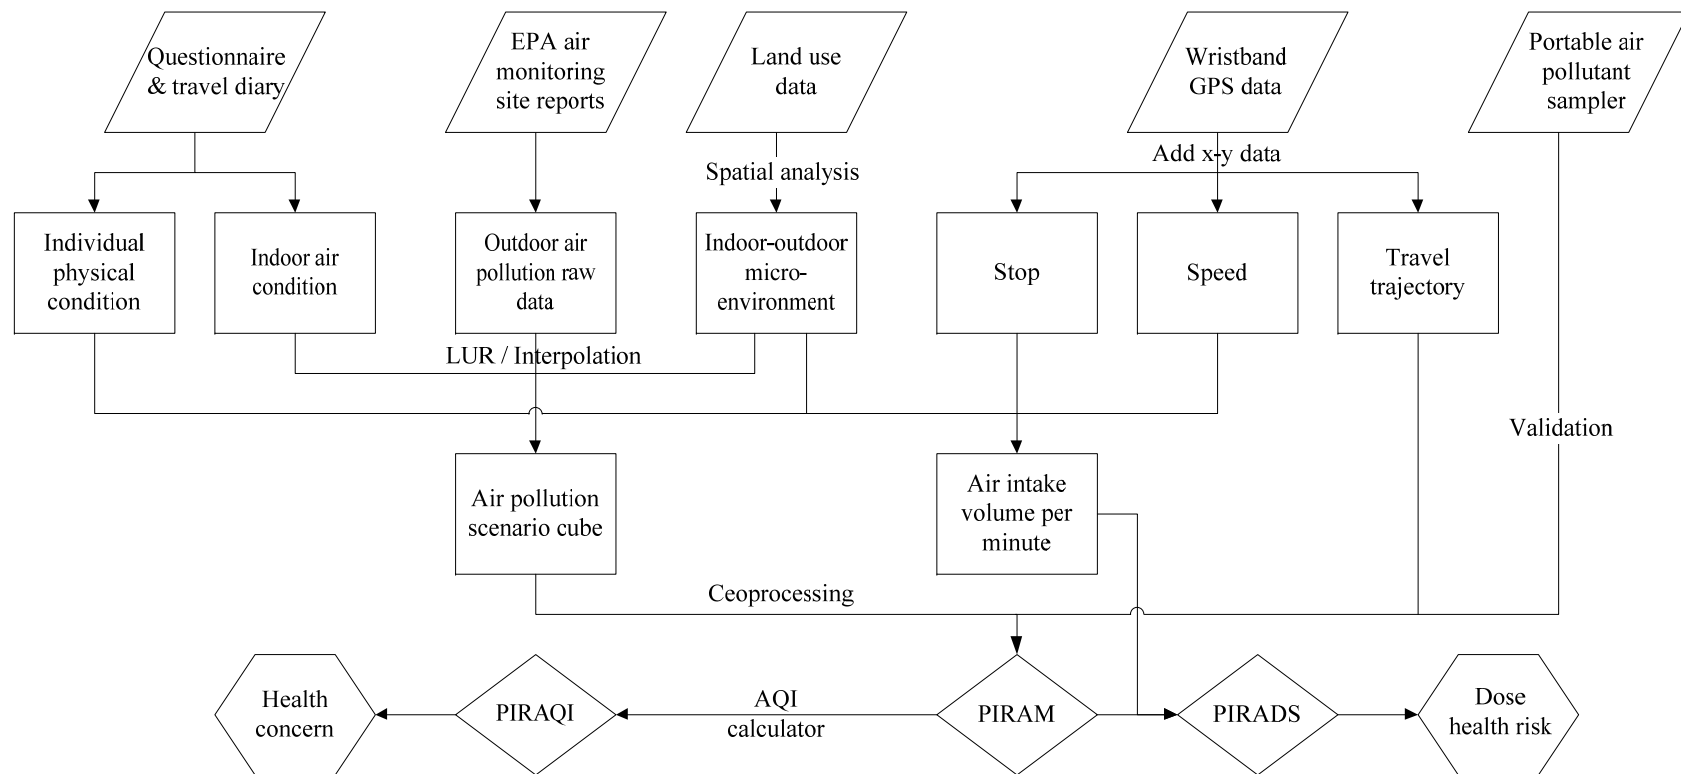 Questionnaire
& travel diary
EPA air
monitoring
site reports
Land use
data
Wristband
GPS data
Portable air
pollutant
sampler
Spatial analysis
Add x-y data
Individual
physical
condition
Indoor air
condition
Outdoor air
pollution raw
data
Indoor-outdoor
micro-
environment
Stop
Speed
Travel
trajectory
LUR / Interpolation
Validation
Air pollution
scenario cube
Air intake
volume per
minute
Ceoprocessing
Health
concern
PIRAQI
AQI
calculator
PIRAM
PIRADS
Dose
health risk